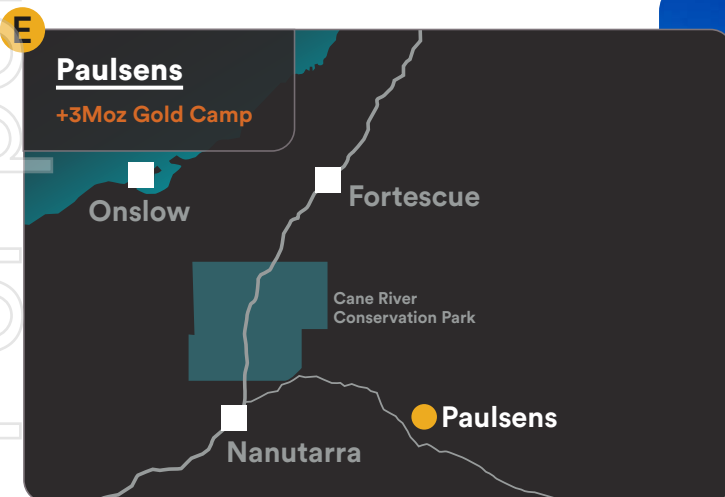 E
Paulsens
+3Moz Gold Camp
Onslow
Fortescue
Cane River
Conservation Park
Paulsens
Nanutarra